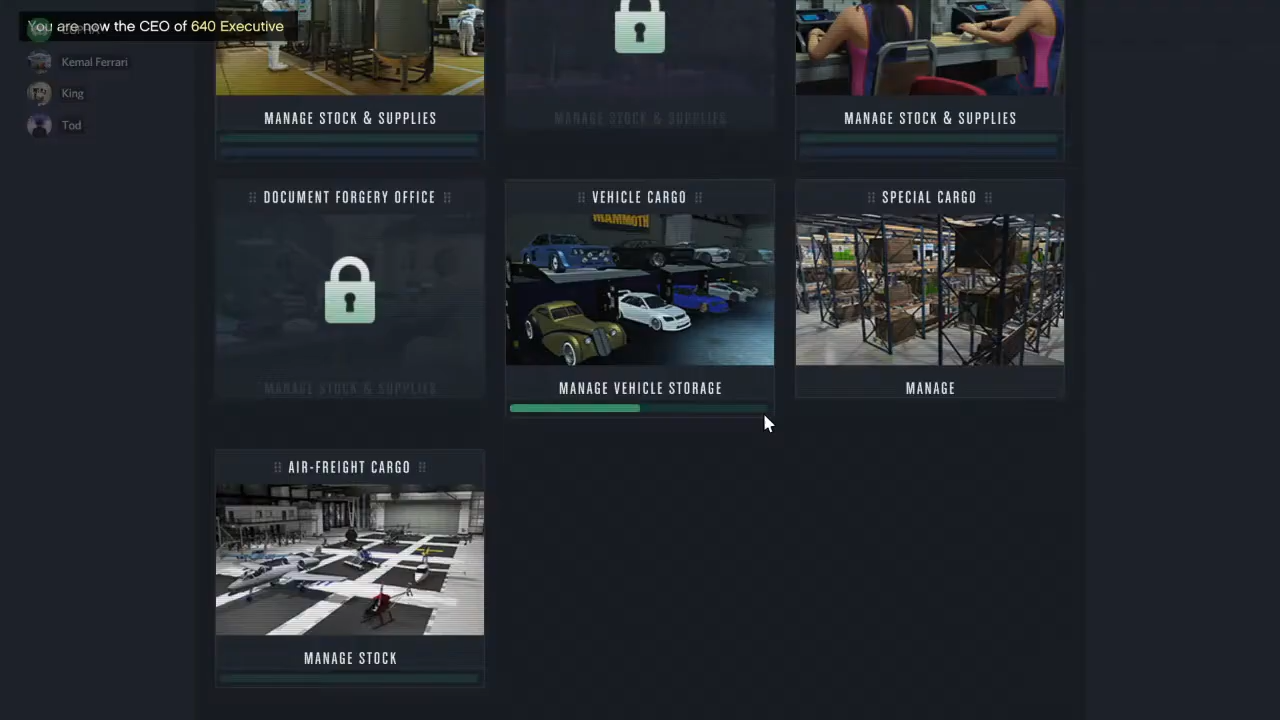 You are now the CEO of 640 Executive
Kemal Ferrari
King
Tod
MANAGE STOCK & SUPPLIES
MANAGE STOCK & SUPPLIES
MANAGE STOCK & SUPPLIES
DOCUMENT FORGERY OFFICE
VEHICLE CARGO
SPECIAL CARGO
MAMMOTH
MANAGE STOCK & SUPPLIES
MANAGE VEHICLE STORAGE
MANAGE
AIR-FREIGHT CARGO
MANAGE STOCK